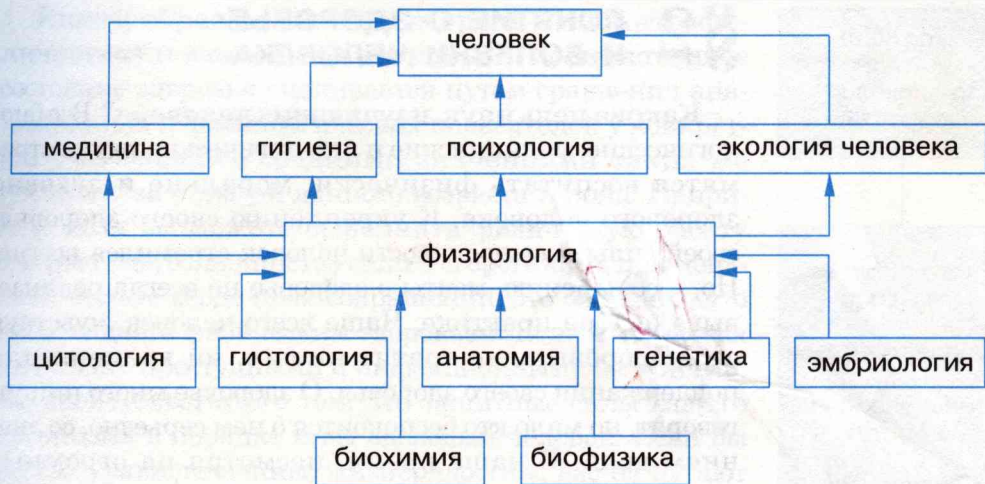 человек
медицина
гигиена
психология
экология человека
физиология
цитология
гистология
анатомия
генетика
эмбриология
биохимия
биофизика